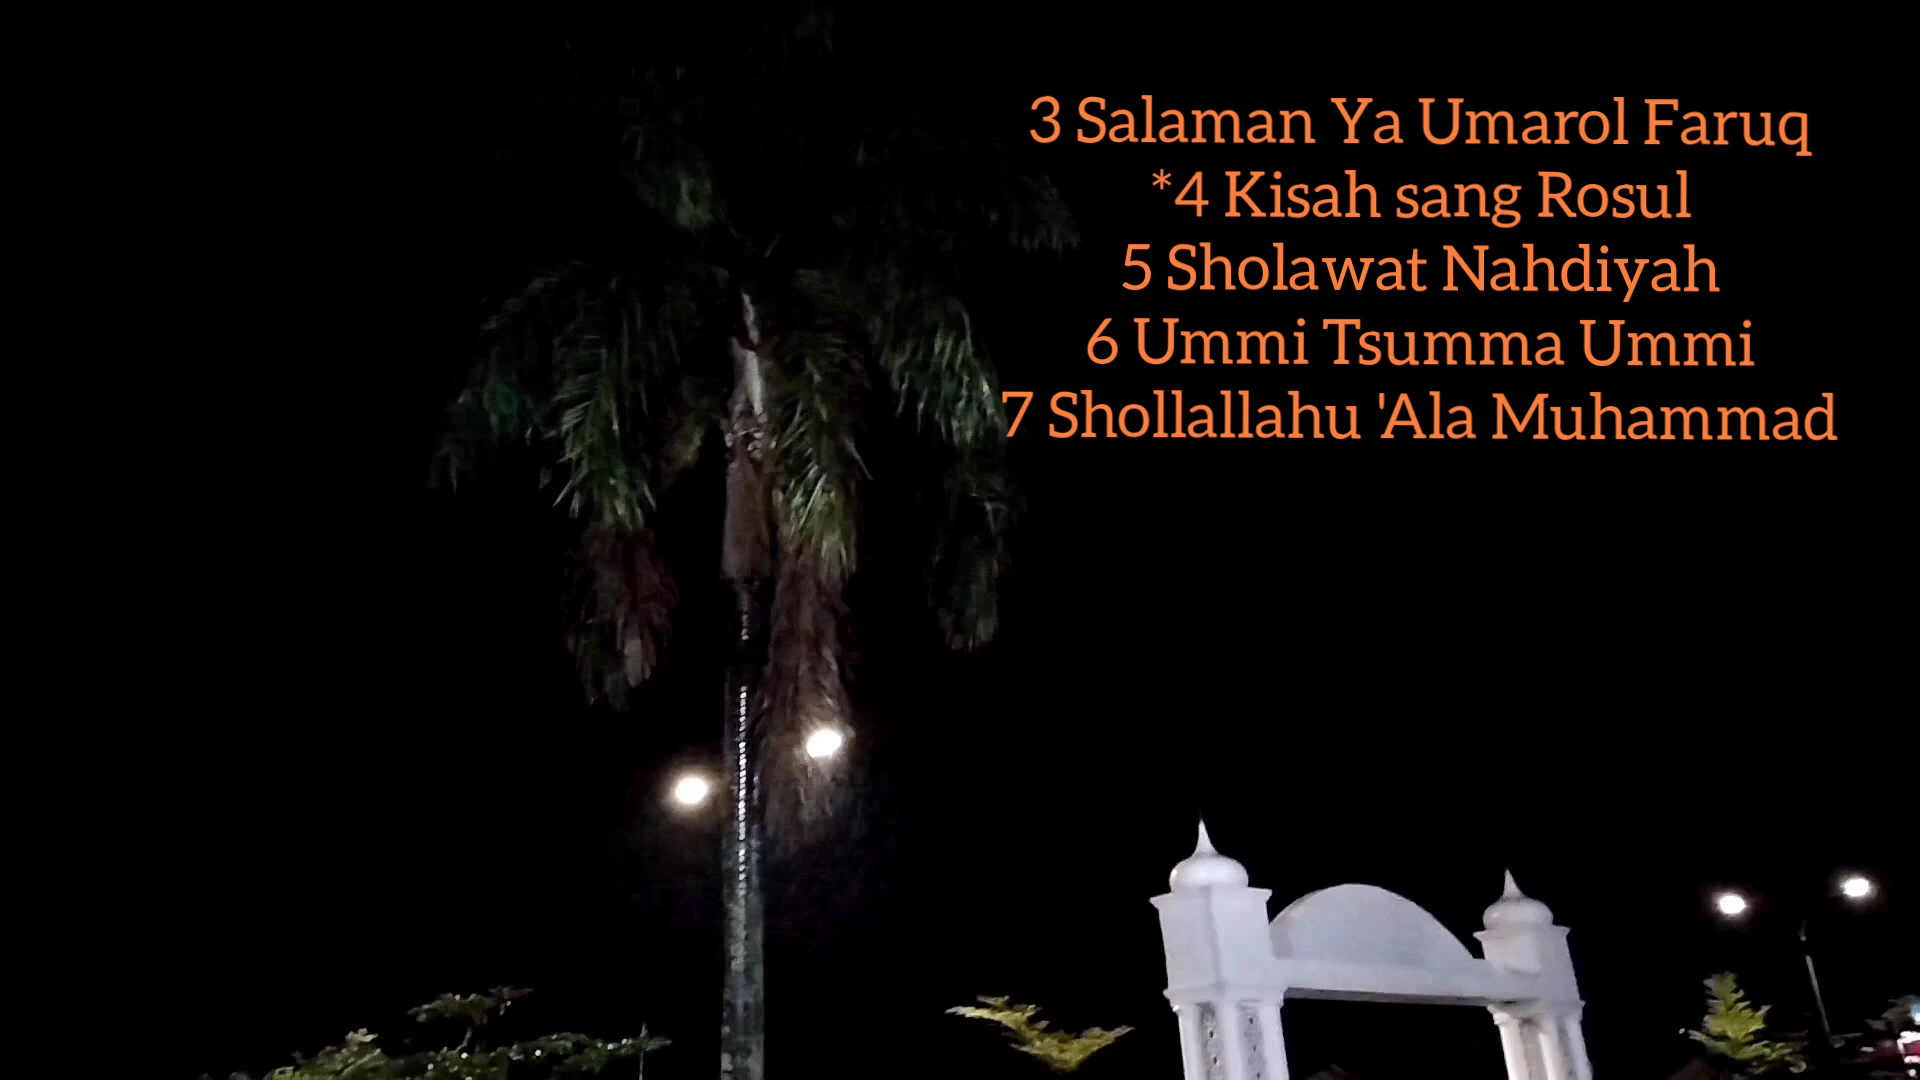 3 Salaman Ya Umarol Faruq
*4 Kisah sang Rosul
5 Sholawat Nahdiyah
6 Ummi Tsumma Ummi
7 Shollallahu 'Ala Muhammad